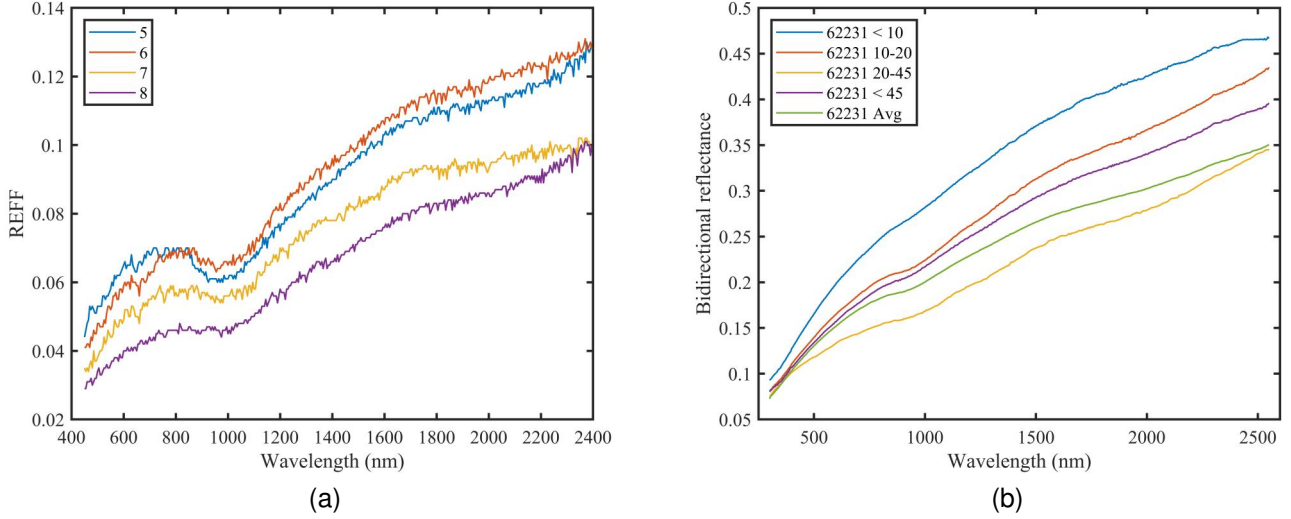 0.14
0.12
0.1
0.08
0.06
0.04
0.02
REFF
5
6
7
8
400 600 800 1000 1200 1400 1600 1800 2000 2200 2400
Wavelength (nm)
(a)
0.5
0.45
0.4
0.35
0.3
0.25
0.2
0.15
0.1
0.05
Bidirectional reflectance
62231 < 10
62231 10-20
62231 20-45
62231 < 45
62231 Avg
500 1000 1500 2000 2500
Wavelength (nm)
(b)